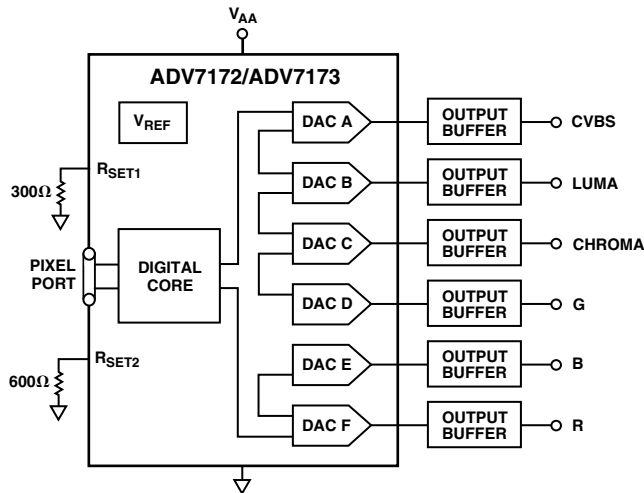 VAA
ADV7172/ADV7173
VREF
RSET1
300Ω
PIXEL
PORT
DIGITAL
CORE
RSET2
600Ω
DAC A
OUTPUT
BUFFER
CVBS
DAC B
OUTPUT
BUFFER
LUMA
DAC C
OUTPUT
BUFFER
CHROMA
DAC D
OUTPUT
BUFFER
G
DAC E
OUTPUT
BUFFER
B
DAC F
OUTPUT
BUFFER
R